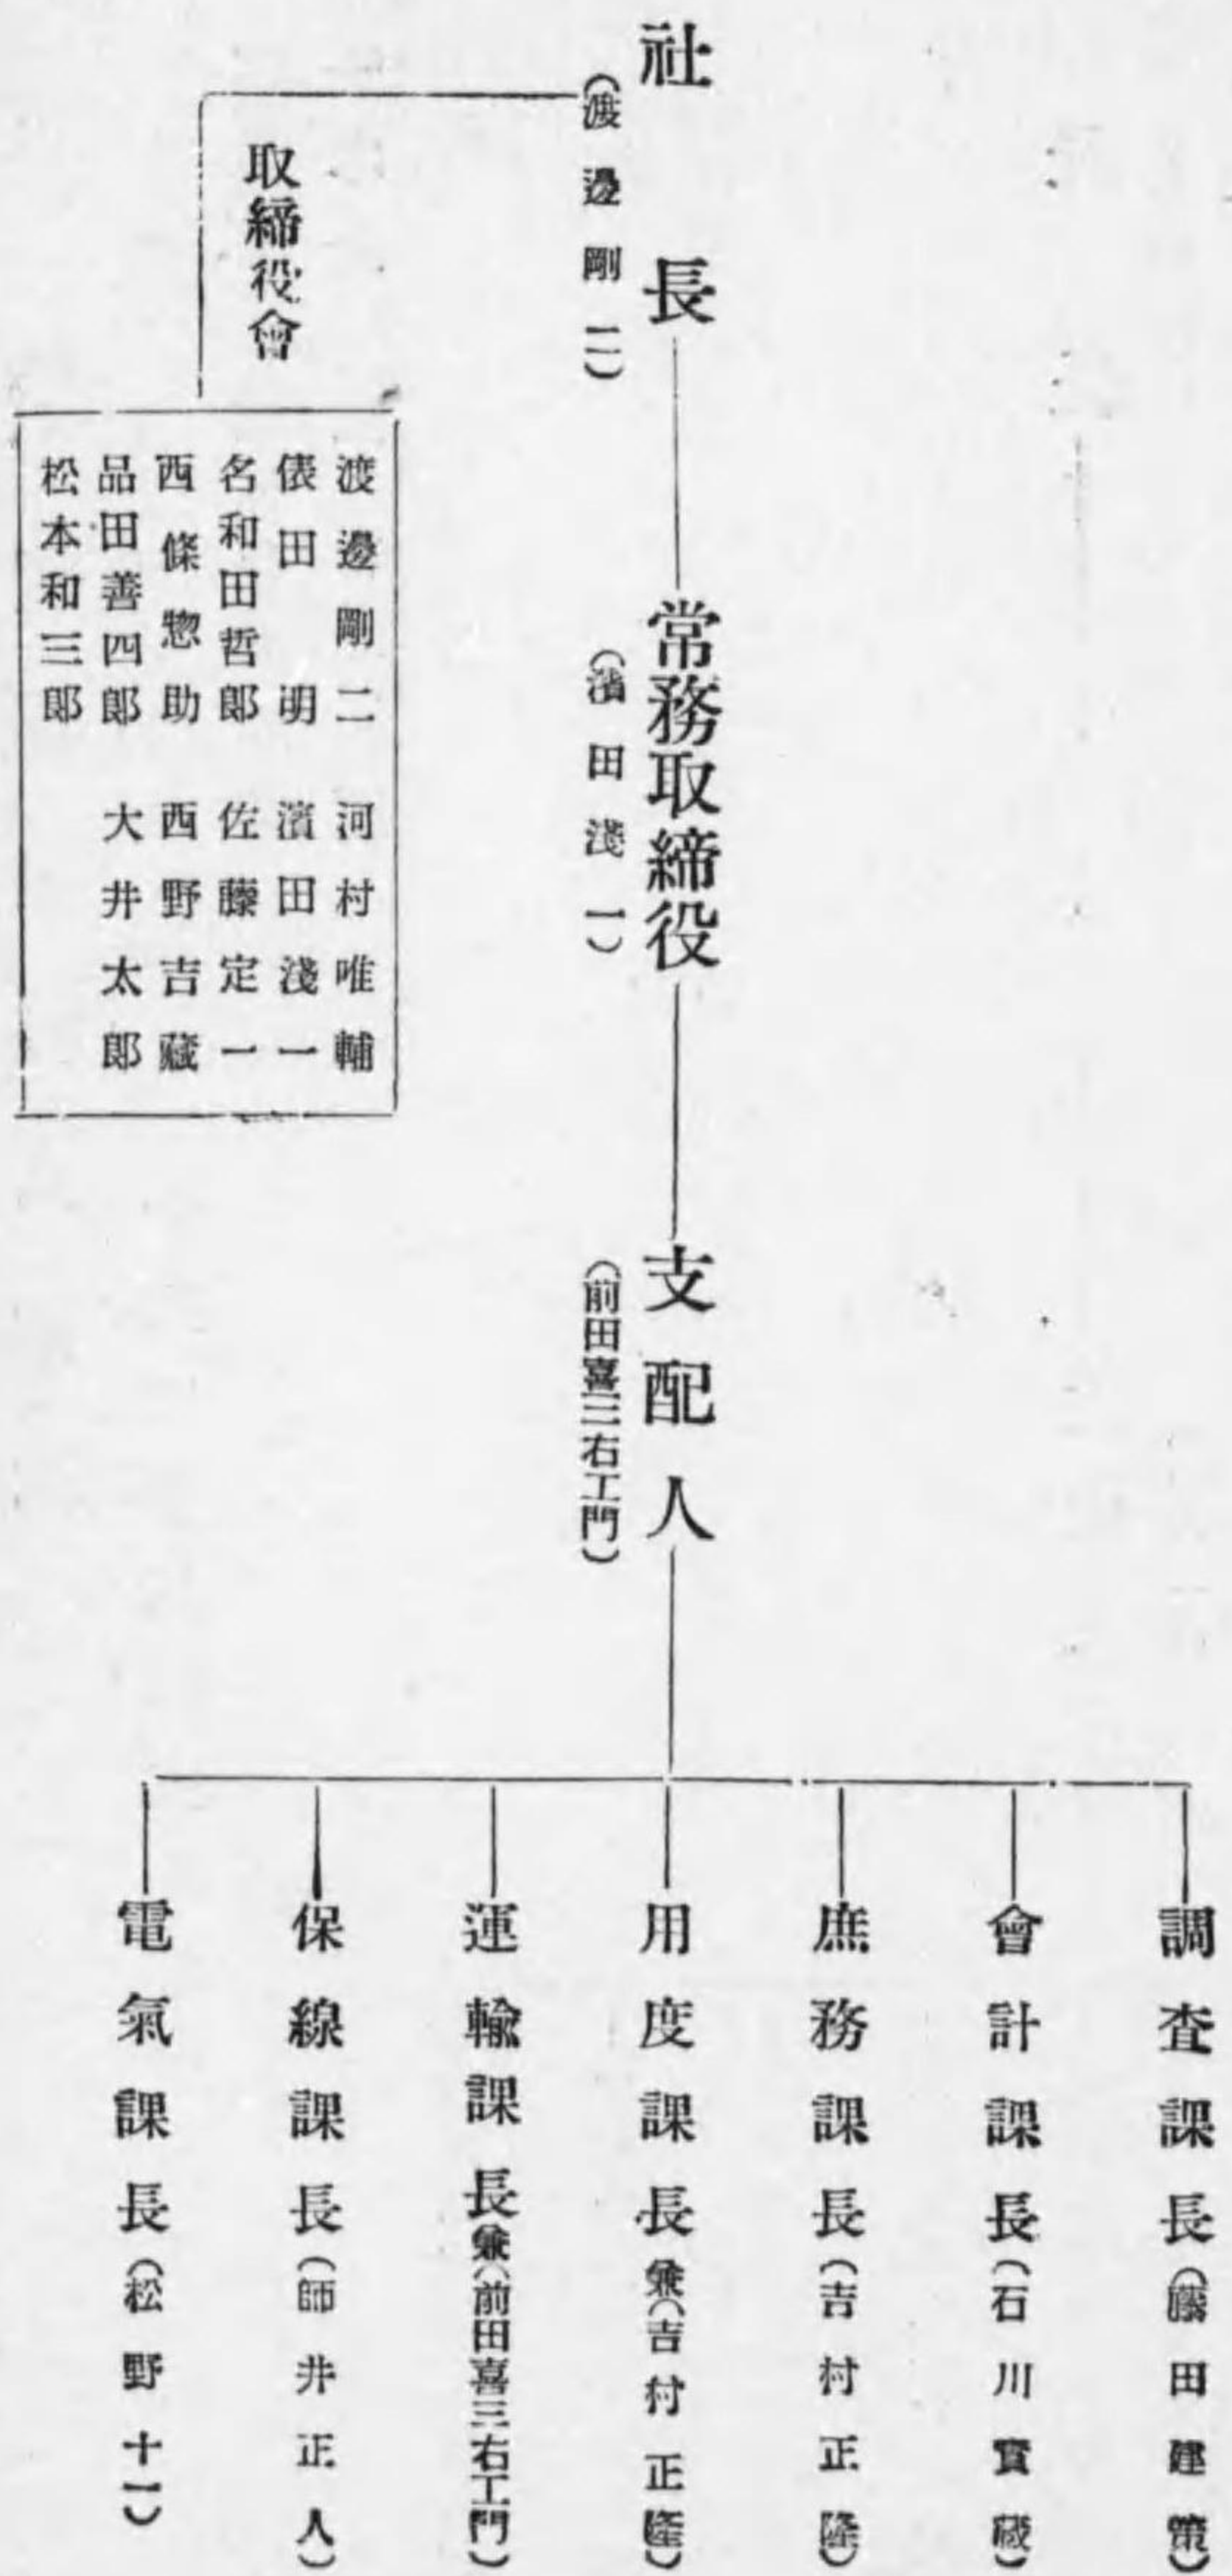 社長
(渡邊剛二)
常務取締役
(濱田淺一)
支配人
(前田喜三右エ門)
取締役會
渡邊剛二 河村唯輔
俵田明 濱田淺一
名和田哲郎 佐藤定一
西條惣助 西野吉藏
品田善四郎 大井太郎
松本和三郎
調査課長(藤田建策)
會計課長(石川實藏)
庶務課長(吉村正隆)
用度課長兼(吉村正隆)
運輸課長兼(前田喜三右エ門)
保線課長(師井正人)
電氣課長(松野十一)